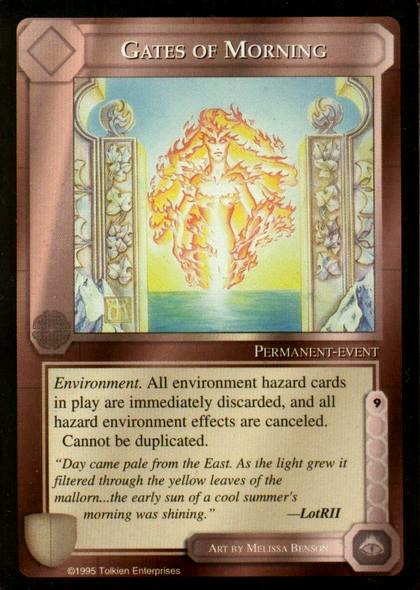 GATES OF MORNING
PERMANENT-EVENT
Environment. All environment hazard cards
in play are immediately discarded, and all
hazard environment effects are canceled.
Cannot be duplicated.
9
“Day came pale from the East. As the light grew it
filtered through the yellow leaves of the
mallorn...the early sun of a cool summer's
morning was shining.” —LotRII
ART BY MELISSA BENSON
©1995 Tolkien Enterprises